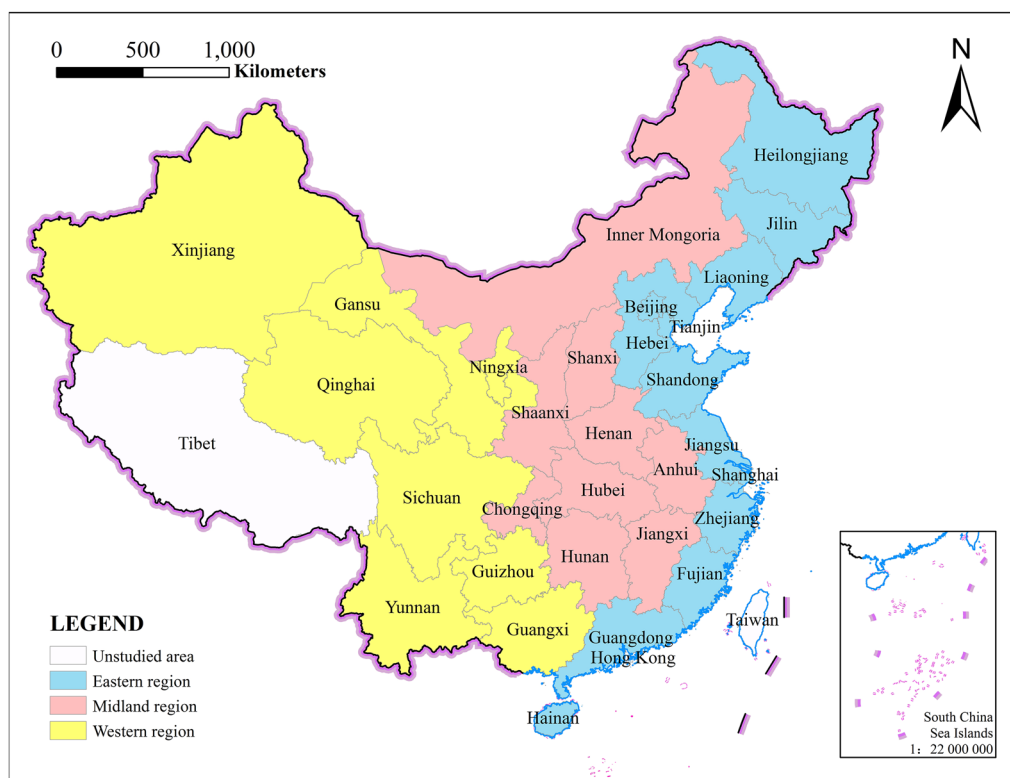 0 500 1,000
Kilometers
N
Heilongjiang
Jilin
Inner Mongoria
Liaoning
Xinjiang
Gansu
Beijing
Tianjin
Hebei
Shanxi
Ningxia
Qinghai
Shandong
Shaanxi
Tibet
Henan
Jiangsu
Anhui
Shanghai
Sichuan
Hubei
Chongqing
Zhejiang
Jiangxi
Hunan
Guizhou
Fujian
Yunnan
Taiwan
Guangxi
Guangdong
Hong Kong
Hainan
LEGEND
Unstudied area
Eastern region
Midland region
Western region
South China
Sea Islands
1: 22 000 000